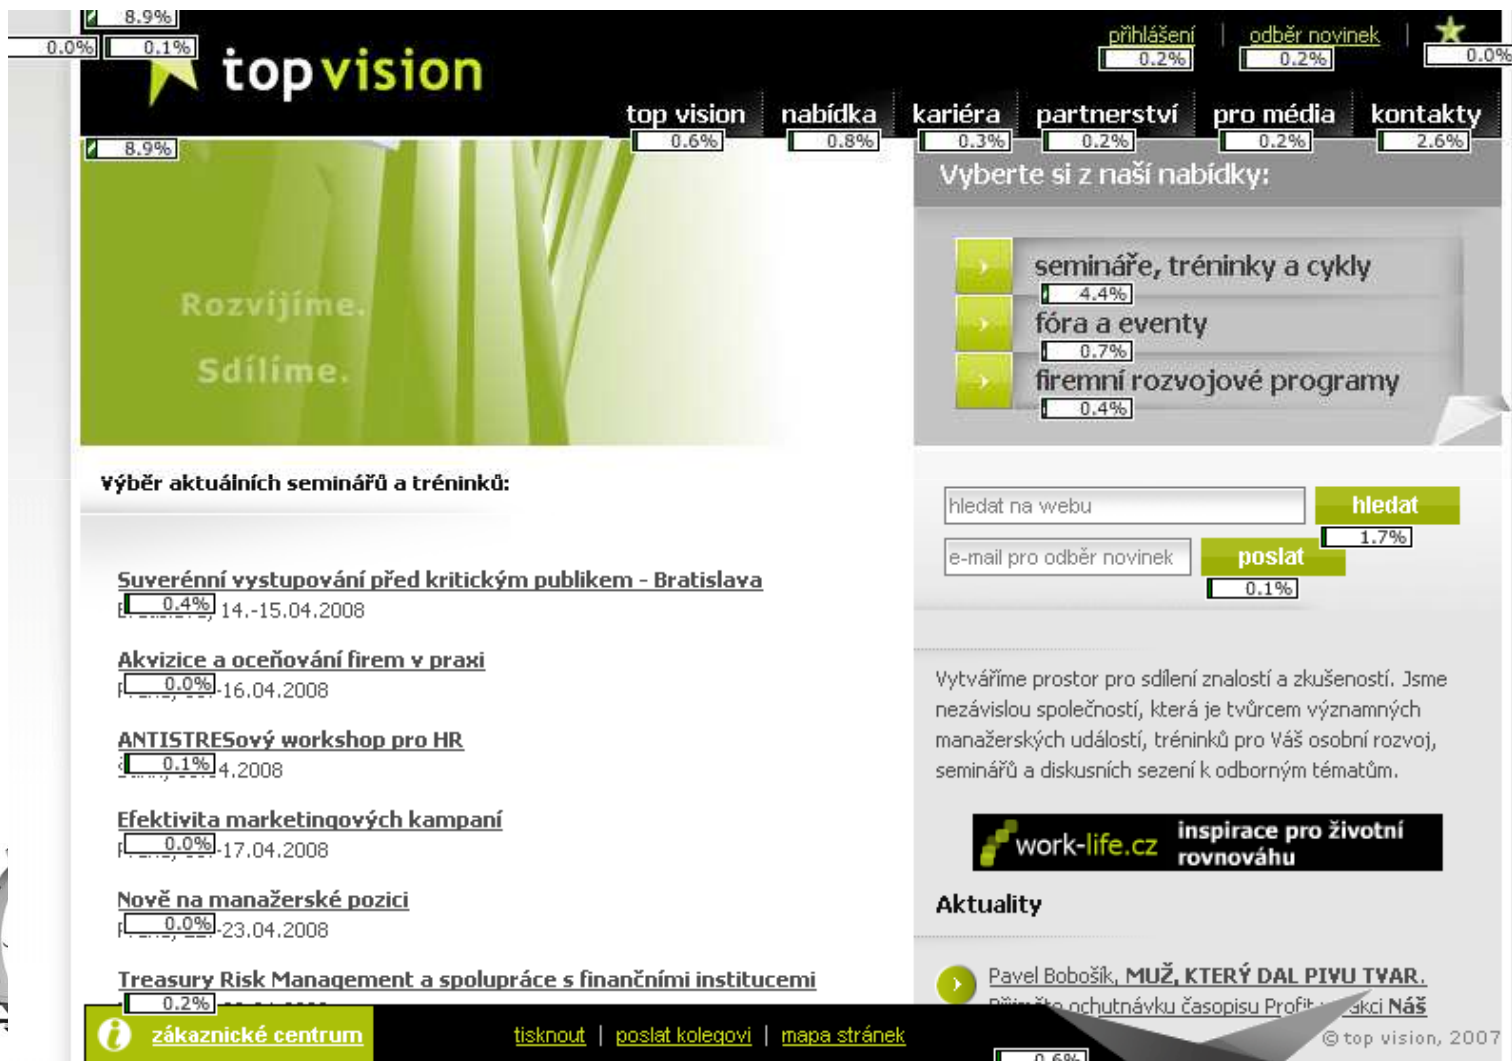 8.9%
0.0%
0.1%
přihlášení | odběr novinek |
0.2%
0.2%
0.0%
top vision
top vision
nabídka
kariéra
partnerství
pro média
kontakty
0.6%
0.8%
0.3%
0.2%
0.2%
2.6%
8.9%
Vyberte si z naší nabídky:
semináře, tréninky a cykly
4.4%
Rozvijíme.
fóra a eventy
0.7%
Sdílíme.
firemní rozvojové programy
0.4%
Výběr aktuálních seminářů a tréninků:
hledat na webu
hledat
1.7%
e-mail pro odběr novinek
poslat
0.1%
Suverénní vystupování před kritickým publikem - Bratislava
0.4% 14.-15.04.2008
Akvizice a oceňování firem v praxi
0.0% -16.04.2008
ANTISTRESový workshop pro HR
0.1% 4.2008
Efektivita marketingových kampaní
0.0% -17.04.2008
Nově na manažerské pozici
0.0% -23.04.2008
Treasury Risk Management a spolupráce s finančními institucemi
0.2%
Vytváříme prostor pro sdílení znalostí a zkušeností. Jsme
nezávislou společností, která je tvůrcem významných
manažerských událostí, tréninků pro Váš osobní rozvoj,
seminářů a diskusních sezení k odborným tématům.
work-life.cz
inspirace pro životní
rovnováhu
Aktuality
Pavel Bobošík, MUŽ, KTERÝ DAL PIVU TVAR.
ochutnávku časopisu Profit Náš
zákaznické centrum
tisknout | poslat kolegovi | mapa stránek
© top vision, 2007
0.6%